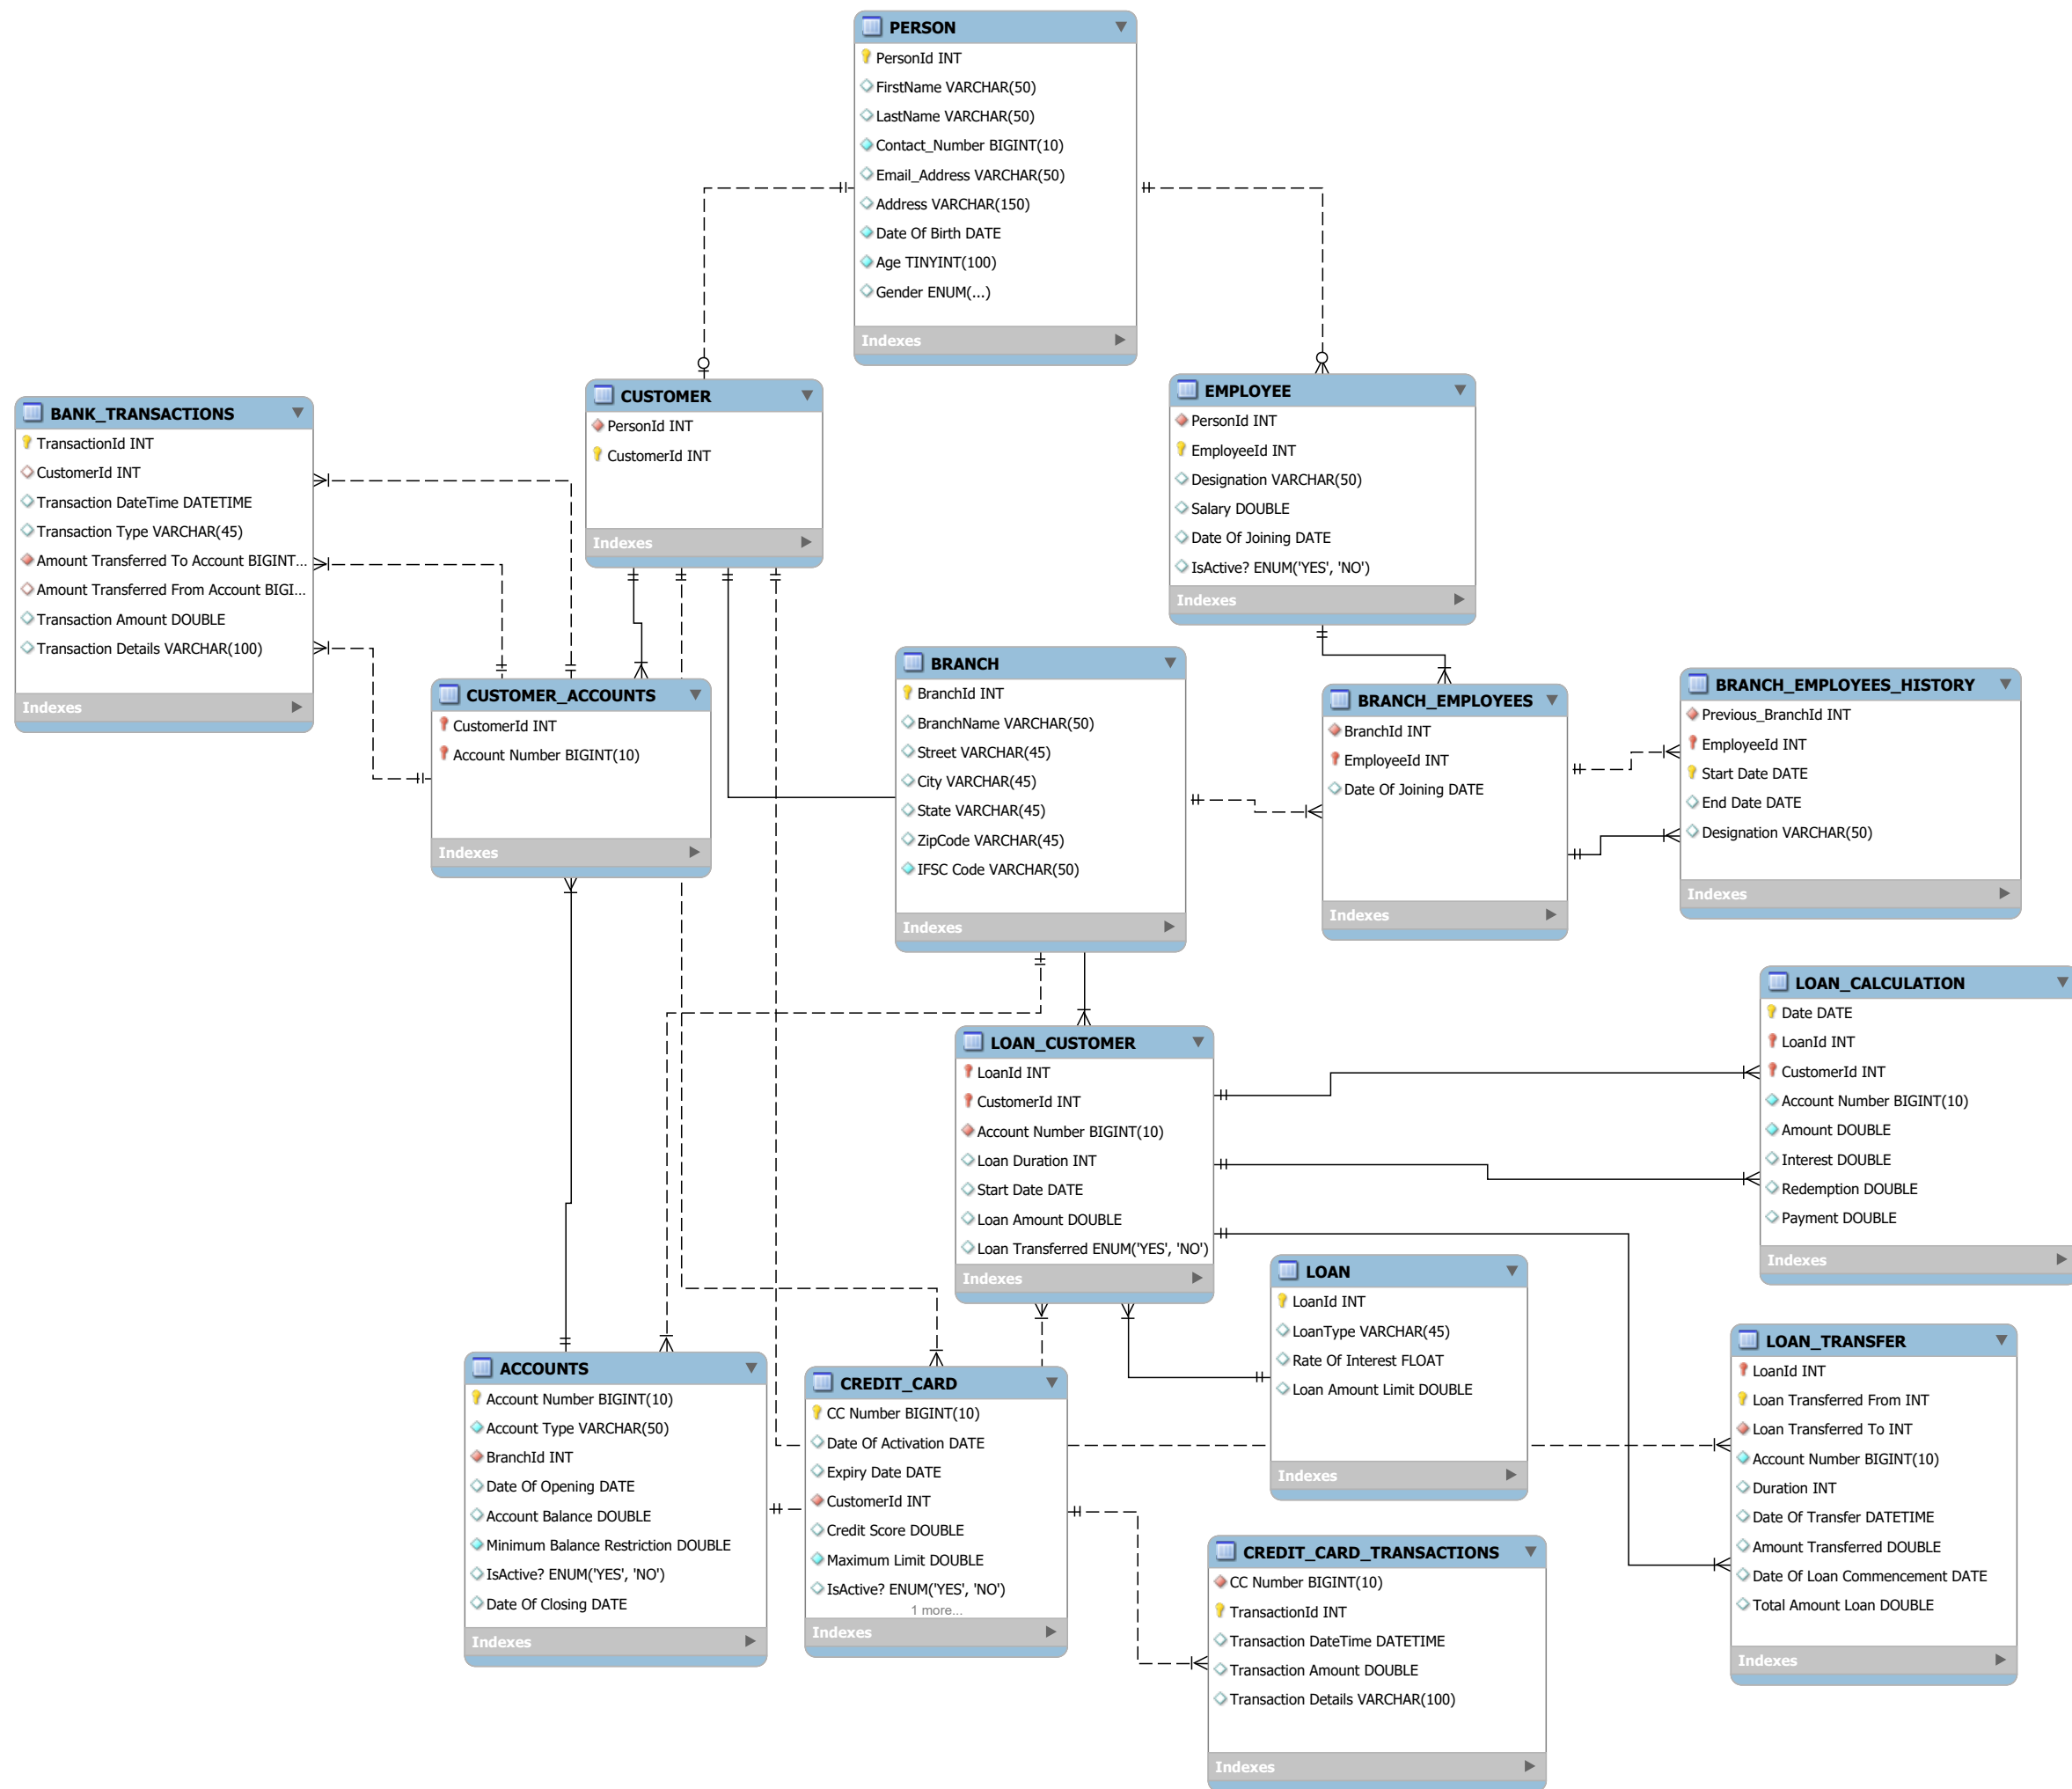 PERSON
PersonId INT
FirstName VARCHAR(50)
LastName VARCHAR(50)
Contact_Number BIGINT(10)
Email_Address VARCHAR(50)
Address VARCHAR(150)
Date Of Birth DATE
Age TINYINT(100)
Gender ENUM(...)
Indexes
CUSTOMER
PersonId INT
CustomerId INT
Indexes
EMPLOYEE
PersonId INT
EmployeeId INT
Designation VARCHAR(50)
Salary DOUBLE
Date Of Joining DATE
IsActive? ENUM('YES', 'NO')
Indexes
BANK_TRANSACTIONS
TransactionId INT
CustomerId INT
Transaction DateTime DATETIME
Transaction Type VARCHAR(45)
Amount Transferred To Account BIGINT...
Amount Transferred From Account BIGI...
Transaction Amount DOUBLE
Transaction Details VARCHAR(100)
Indexes
CUSTOMER_ACCOUNTS
CustomerId INT
Account Number BIGINT(10)
Indexes
BRANCH
BranchId INT
BranchName VARCHAR(50)
Street VARCHAR(45)
City VARCHAR(45)
State VARCHAR(45)
ZipCode VARCHAR(45)
IFSC Code VARCHAR(50)
Indexes
BRANCH_EMPLOYEES
BranchId INT
EmployeeId INT
Date Of Joining DATE
Indexes
BRANCH_EMPLOYEES_HISTORY
Previous_BranchId INT
EmployeeId INT
Start Date DATE
End Date DATE
Designation VARCHAR(50)
Indexes
LOAN_CALCULATION
Date DATE
LoanId INT
CustomerId INT
Account Number BIGINT(10)
Amount DOUBLE
Interest DOUBLE
Redemption DOUBLE
Payment DOUBLE
Indexes
LOAN_CUSTOMER
LoanId INT
CustomerId INT
Account Number BIGINT(10)
Loan Duration INT
Start Date DATE
Loan Amount DOUBLE
Loan Transferred ENUM('YES', 'NO')
Indexes
LOAN
LoanId INT
LoanType VARCHAR(45)
Rate Of Interest FLOAT
Loan Amount Limit DOUBLE
Indexes
LOAN_TRANSFER
LoanId INT
Loan Transferred From INT
Loan Transferred To INT
Account Number BIGINT(10)
Duration INT
Date Of Transfer DATETIME
Amount Transferred DOUBLE
Date Of Loan Commencement DATE
Total Amount Loan DOUBLE
Indexes
ACCOUNTS
Account Number BIGINT(10)
Account Type VARCHAR(50)
BranchId INT
Date Of Opening DATE
Account Balance DOUBLE
Minimum Balance Restriction DOUBLE
IsActive? ENUM('YES', 'NO')
Date Of Closing DATE
Indexes
CREDIT_CARD
CC Number BIGINT(10)
Date Of Activation DATE
Expiry Date DATE
CustomerId INT
Credit Score DOUBLE
Maximum Limit DOUBLE
IsActive? ENUM('YES', 'NO')
1 more...
Indexes
CREDIT_CARD_TRANSACTIONS
CC Number BIGINT(10)
TransactionId INT
Transaction DateTime DATETIME
Transaction Amount DOUBLE
Transaction Details VARCHAR(100)
Indexes